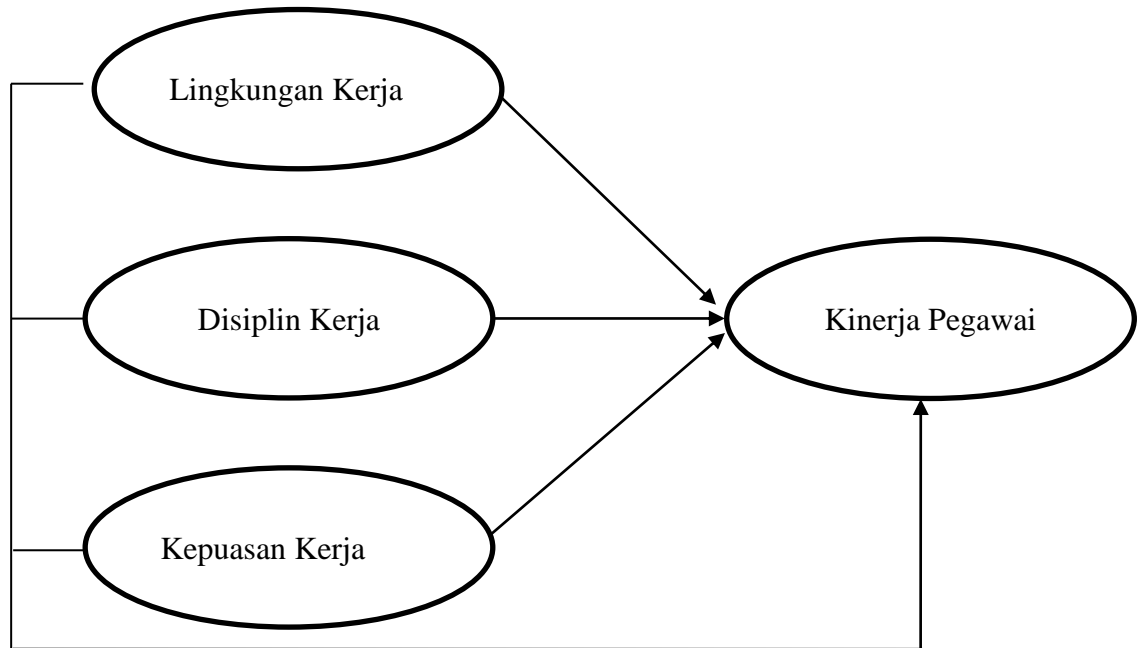 Lingkungan Kerja
Disiplin Kerja
Kinerja Pegawai
Kepuasan Kerja